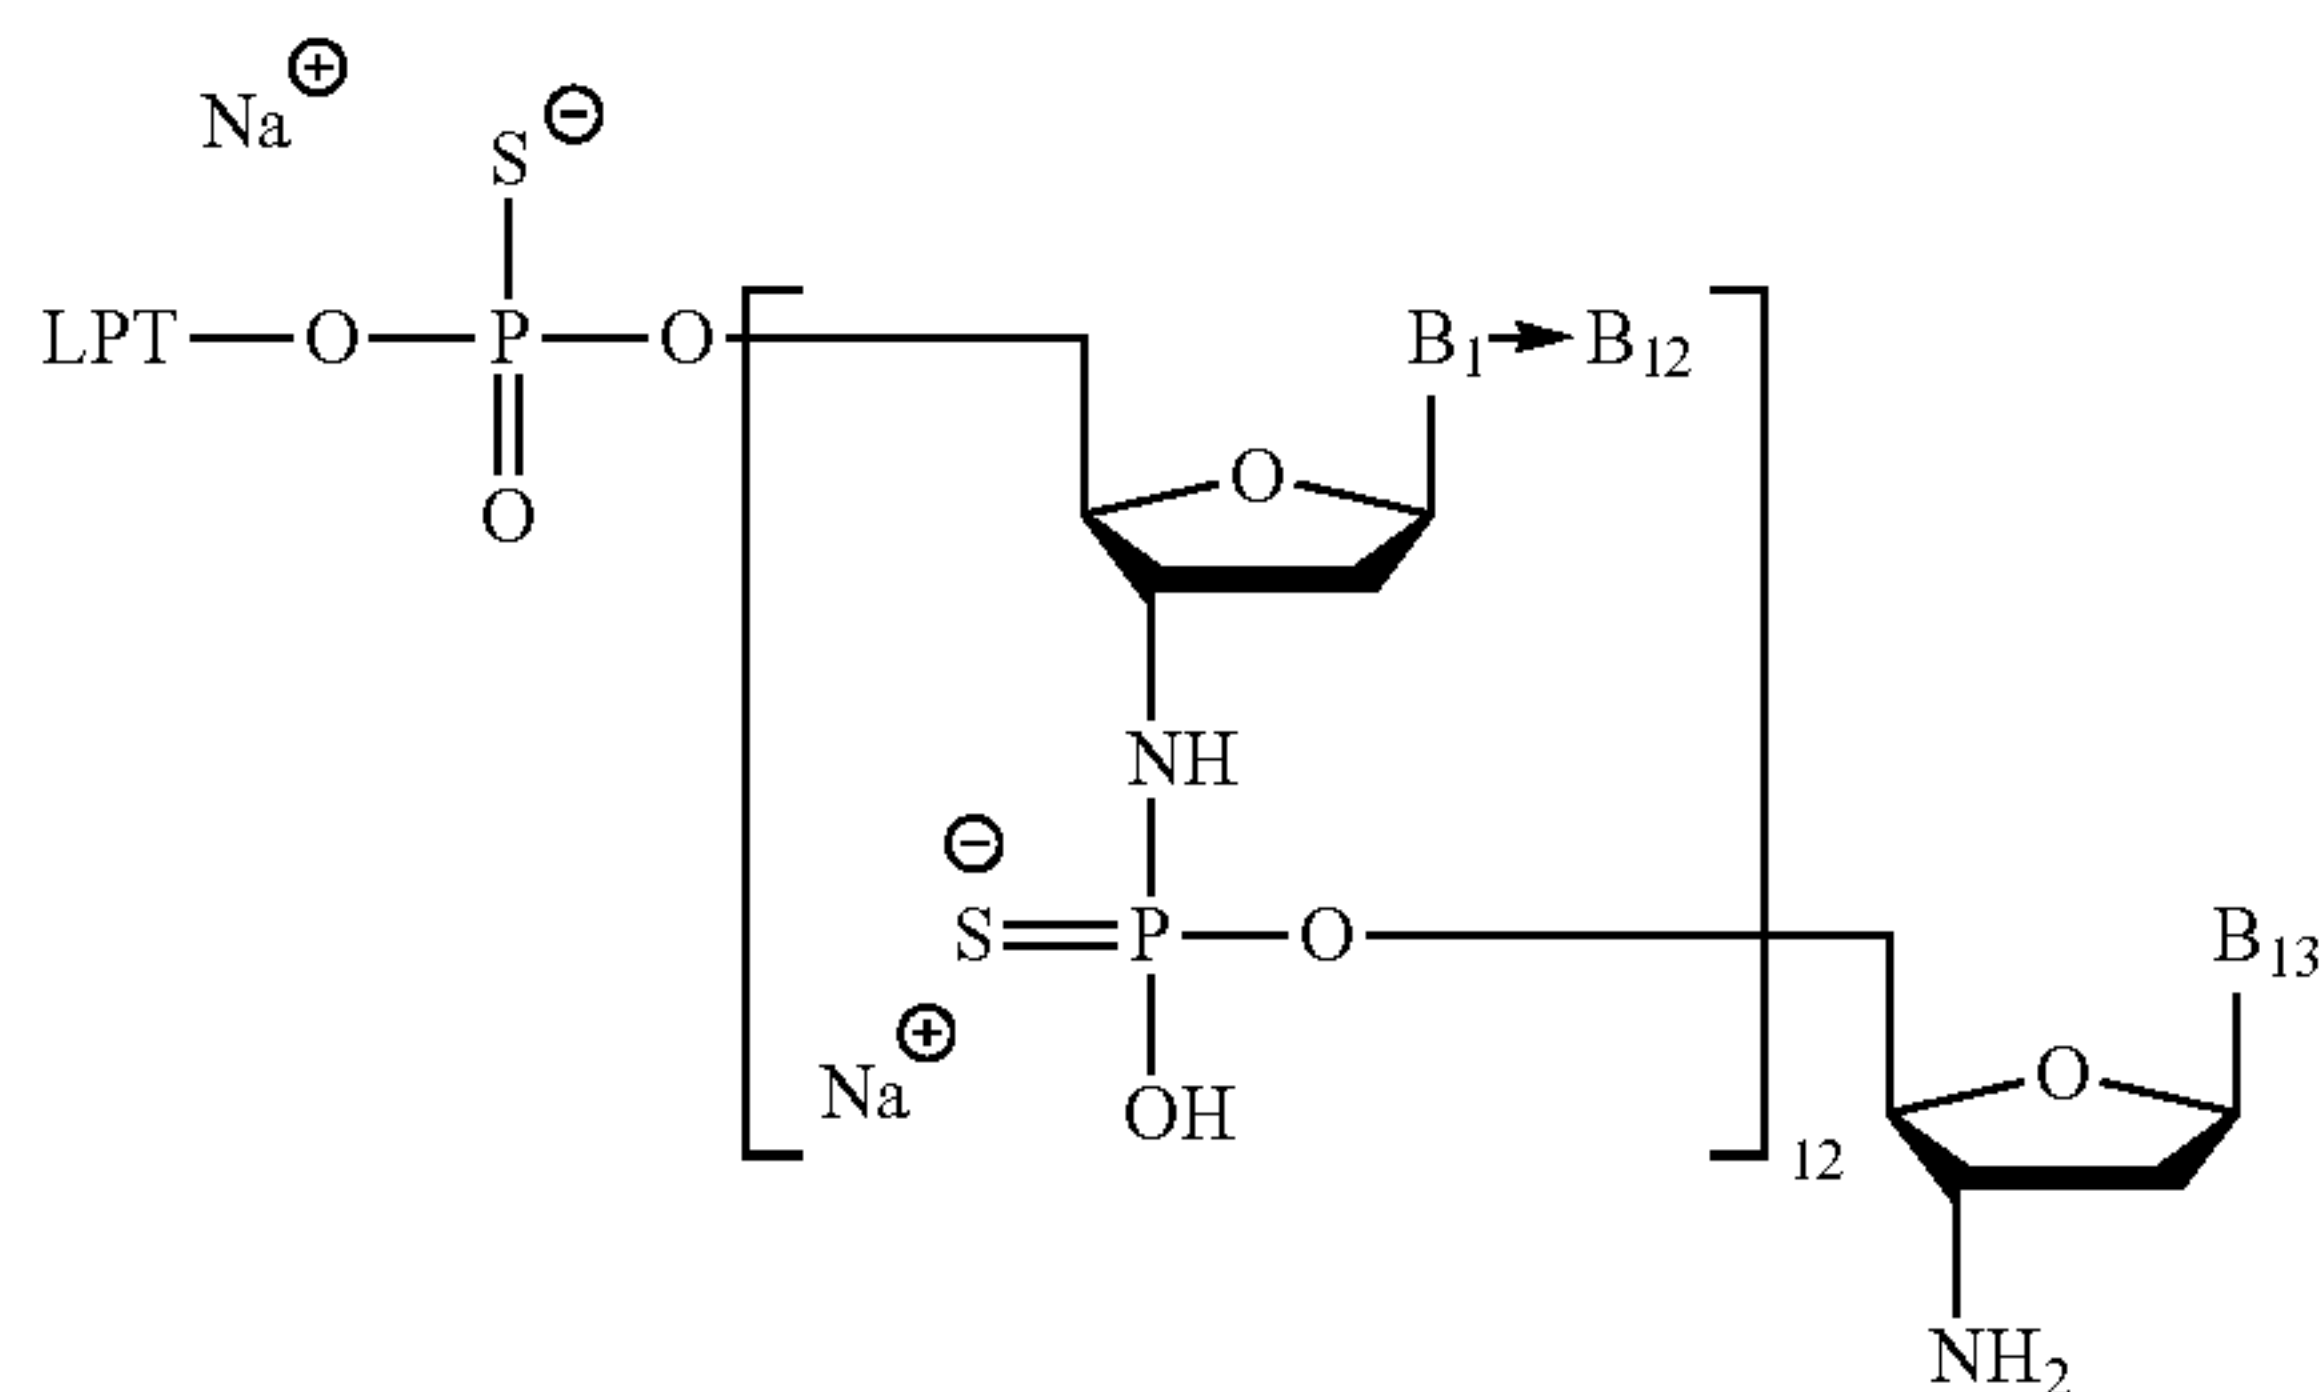 Na⊕
S⊖
LPT—O—P—O B₁→B₁₂
O
O
NH
⊖
S=P—O B₁₃
⊕
Na OH O
12
NH₂